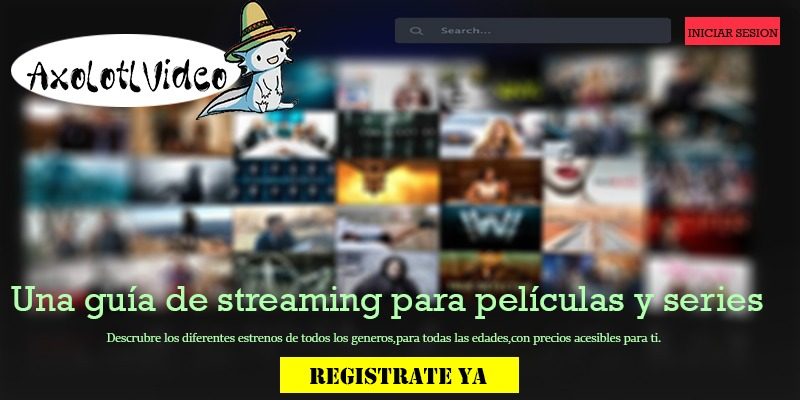 AxolotlVideo
Search...
INICIAR SESION
Una guía de streaming para películas y series
Descrubre los diferentes estrenos de todos los generos,para todas las edades,con precios acesibles para ti.
REGISTRATE YA